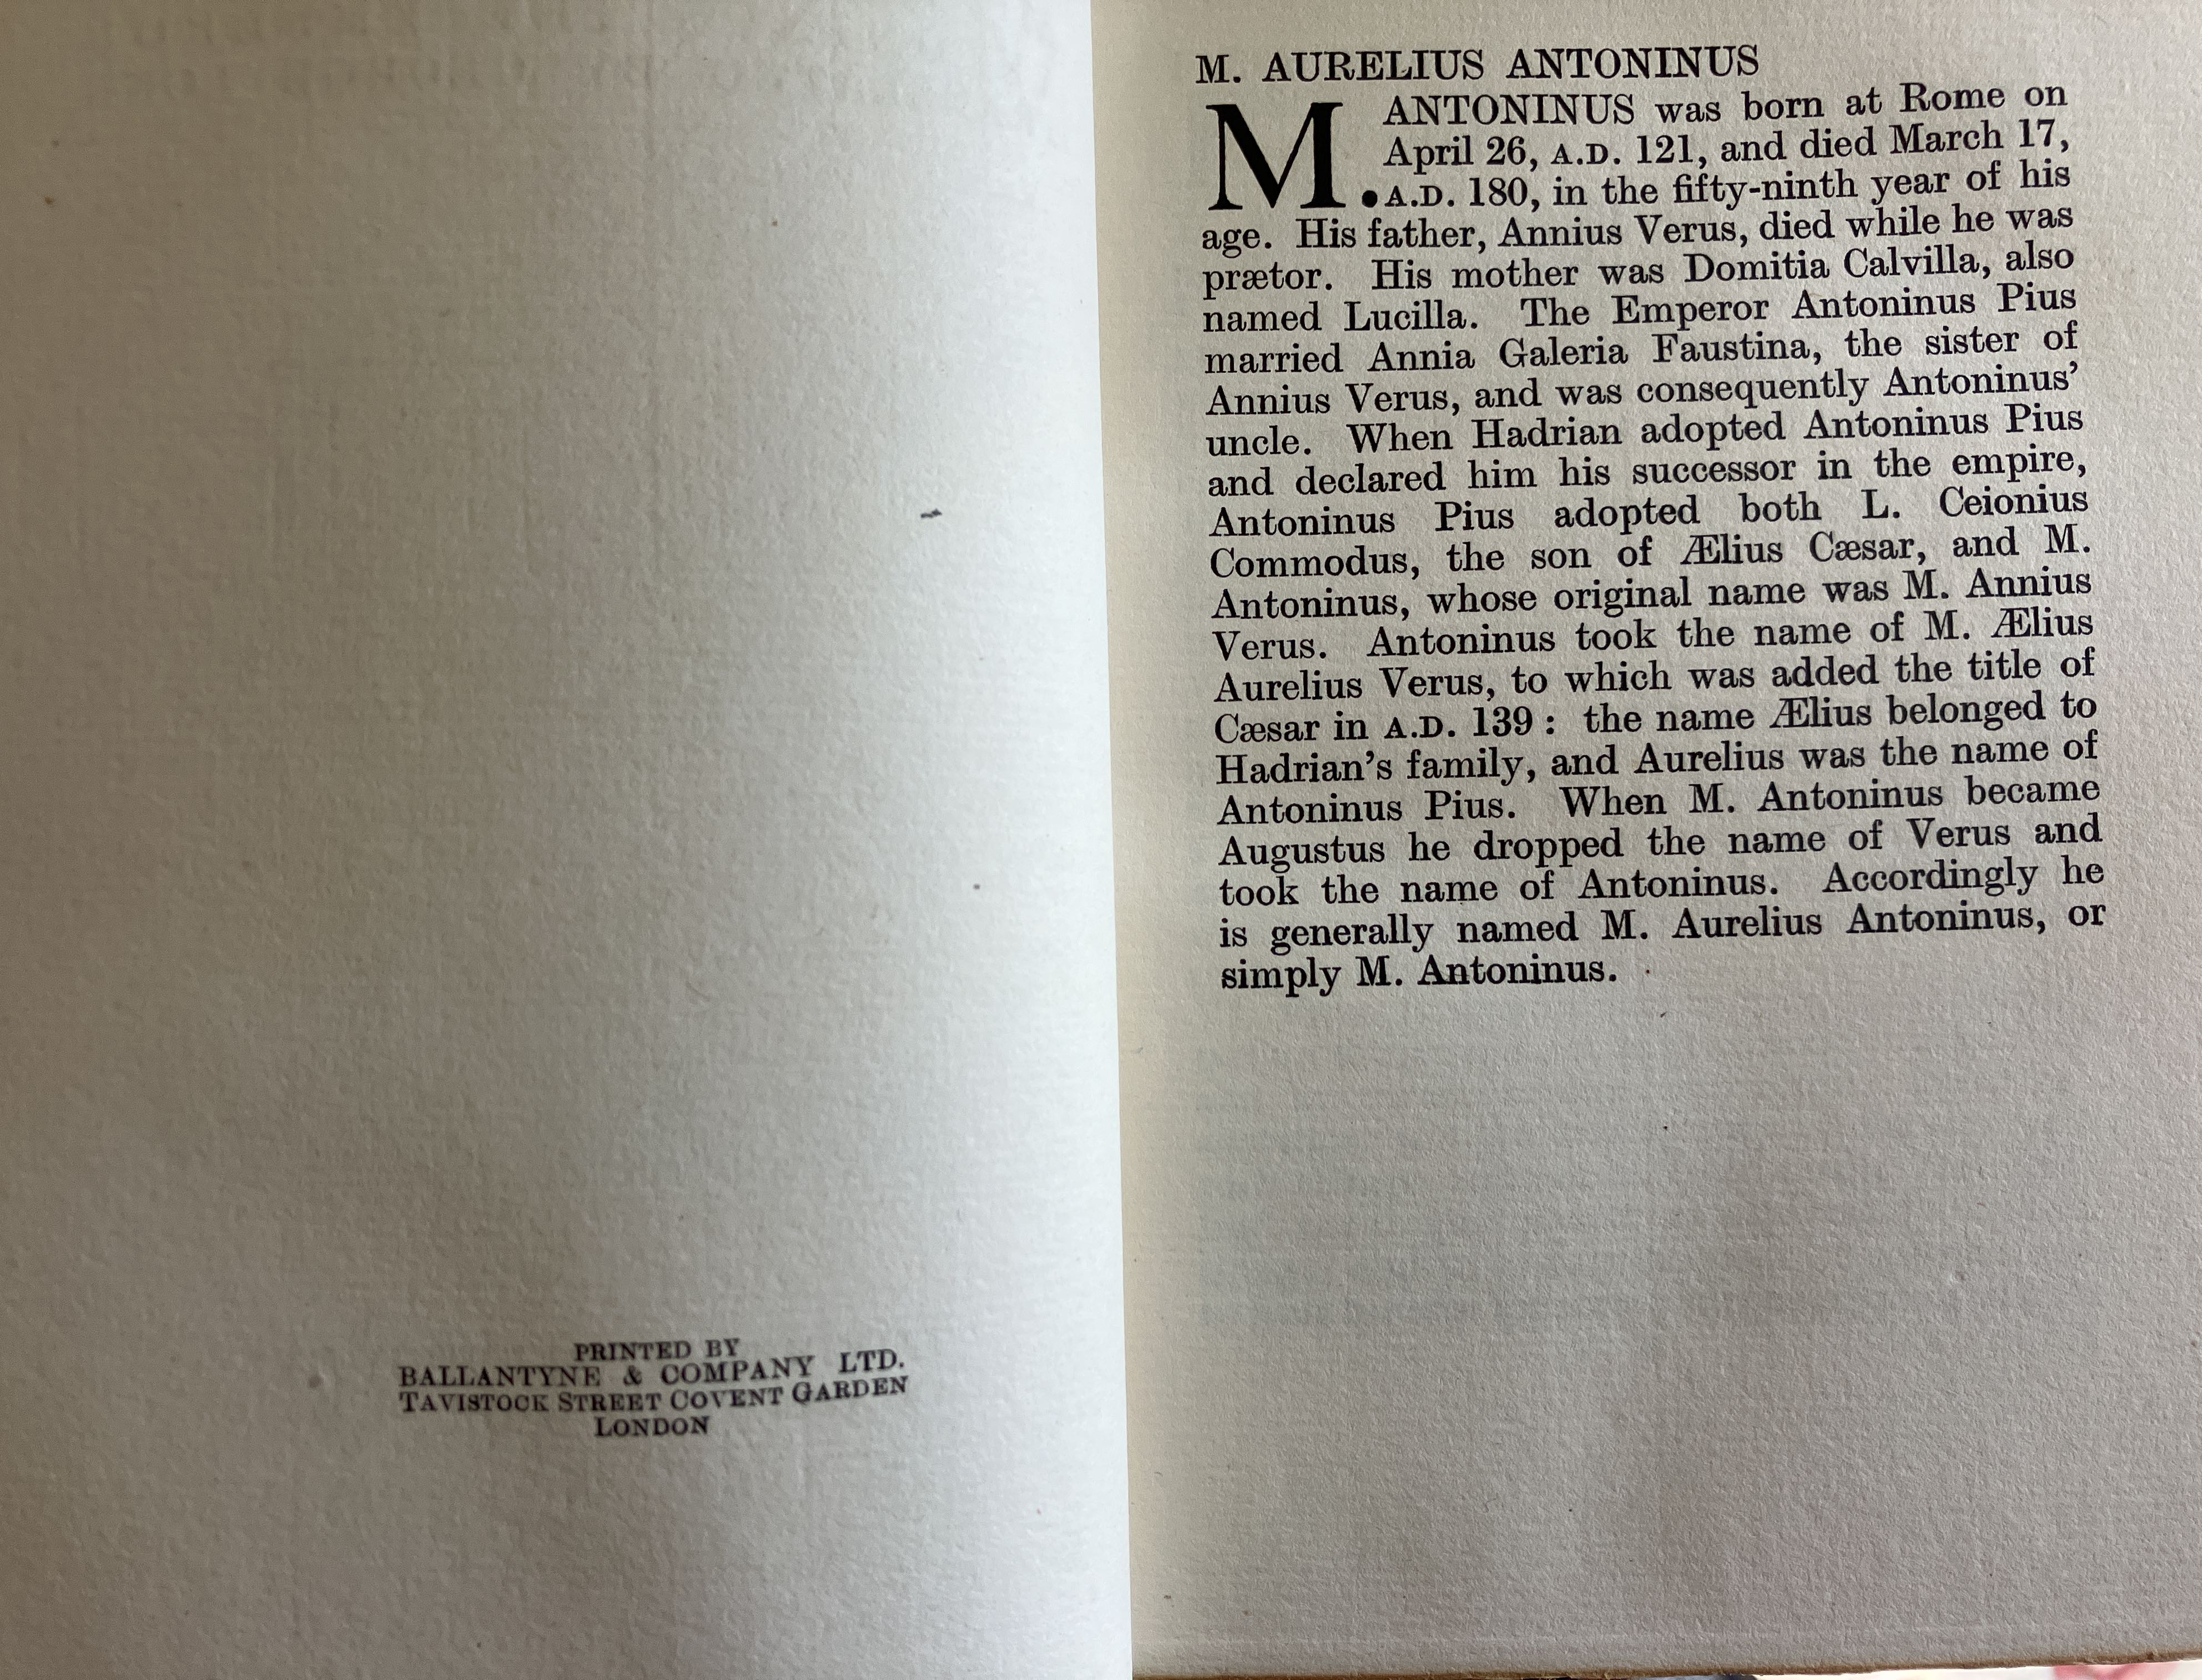 PRINTED BY
BALLANTYNE & COMPANY LTD.
TAVISTOCK STREET COVENT GARDEN
LONDON
M. AURELIUS ANTONINUS
M. ANTONINUS was born at Rome on
April 26, A.D. 121, and died March 17,
A.D. 180, in the fifty-ninth year of his
age. His father, Annius Verus, died while he was
prætor. His mother was Domitia Calvilla, also
named Lucilla. The Emperor Antoninus Pius
married Annia Galeria Faustina, the sister of
Annius Verus, and was consequently Antoninus’
uncle. When Hadrian adopted Antoninus Pius
and declared him his successor in the empire,
Antoninus Pius adopted both L. Ceionius
Commodus, the son of Ælius Cæsar, and M.
Antoninus, whose original name was M. Annius
Verus. Antoninus took the name of M. Ælius
Aurelius Verus, to which was added the title of
Cæsar in A.D. 139 : the name Ælius belonged to
Hadrian’s family, and Aurelius was the name of
Antoninus Pius. When M. Antoninus became
Augustus he dropped the name of Verus and
took the name of Antoninus. Accordingly he
is generally named M. Aurelius Antoninus, or
simply M. Antoninus.